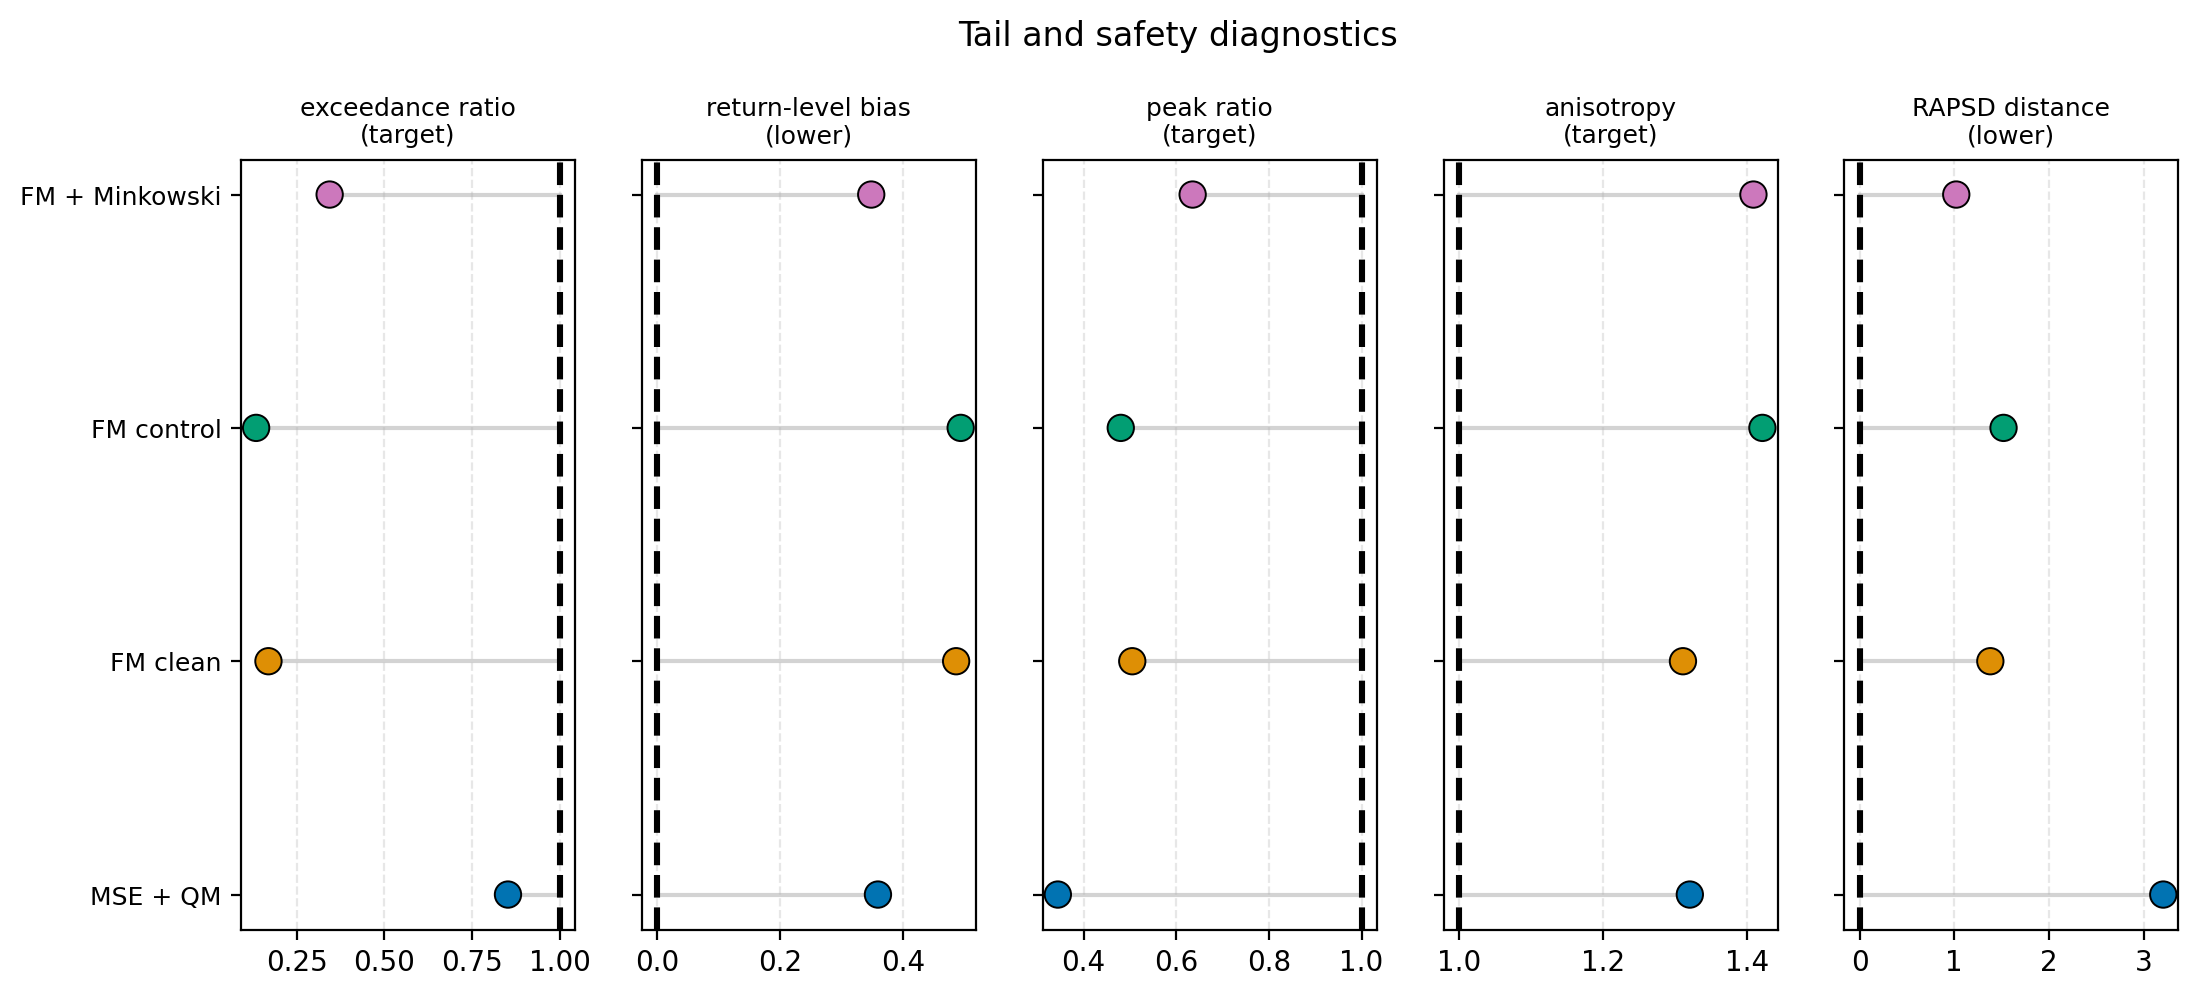 Tail and safety diagnostics
exceedance ratio
(target)
return-level bias
(lower)
peak ratio
(target)
anisotropy
(target)
RAPSD distance
(lower)
FM + Minkowski
FM control
FM clean
MSE + QM
0.25 0.50 0.75 1.00
0.0 0.2 0.4
0.4 0.6 0.8 1.0
1.0 1.2 1.4
0 1 2 3